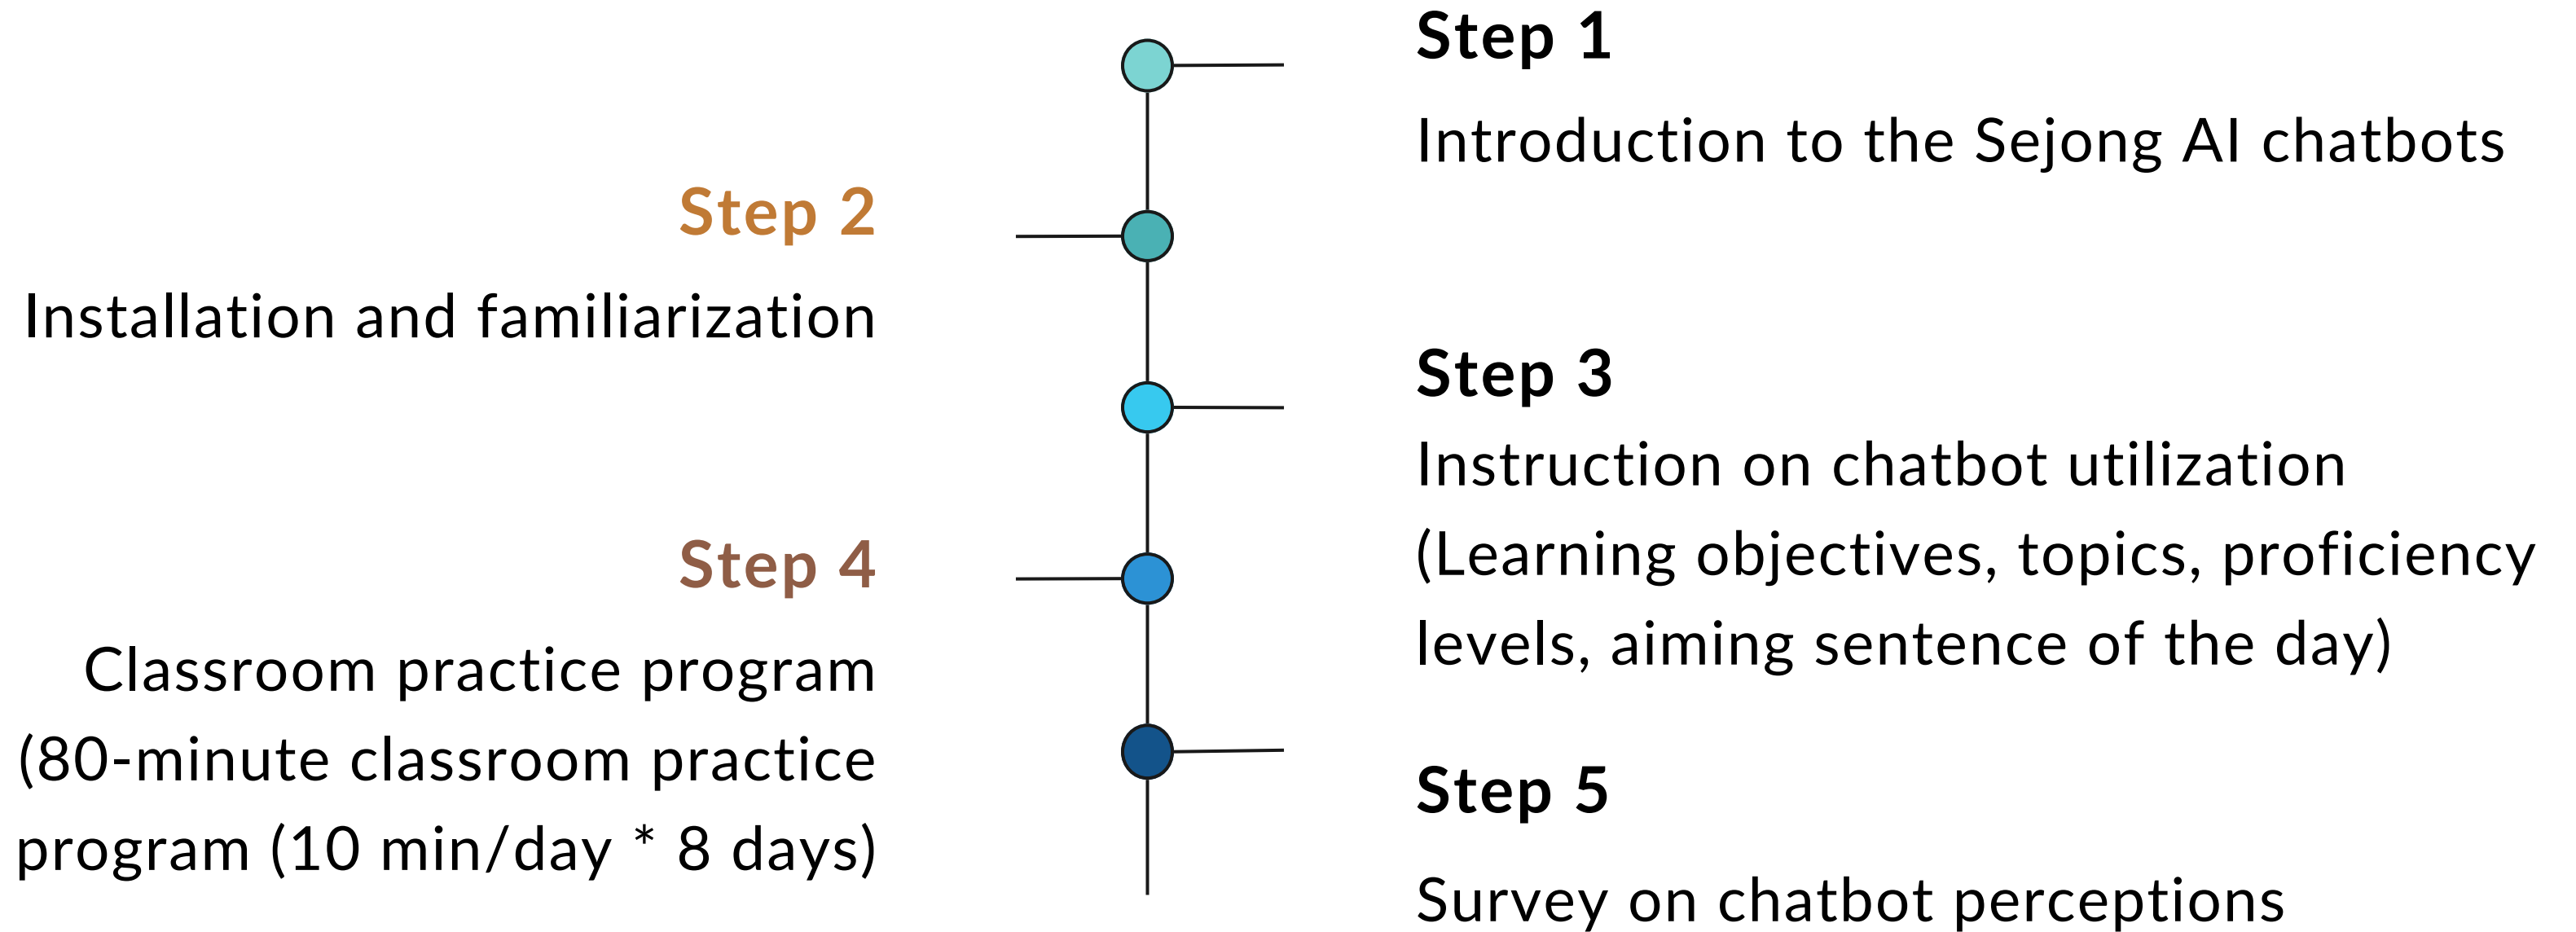 Step 1
Introduction to the Sejong AI chatbots
Step 2
Installation and familiarization
Step 3
Instruction on chatbot utilization
(Learning objectives, topics, proficiency
levels, aiming sentence of the day)
Step 4
Classroom practice program
(80-minute classroom practice
program (10 min/day * 8 days)
Step 5
Survey on chatbot perceptions